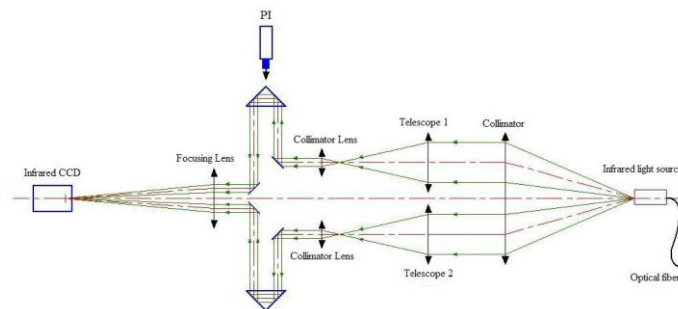 PI
Telescope 1
Collimator
Collimator Lens
Focusing Lens
Infrared CCD
Infrared light source
Collimator Lens
Telescope 2
Optical fiber